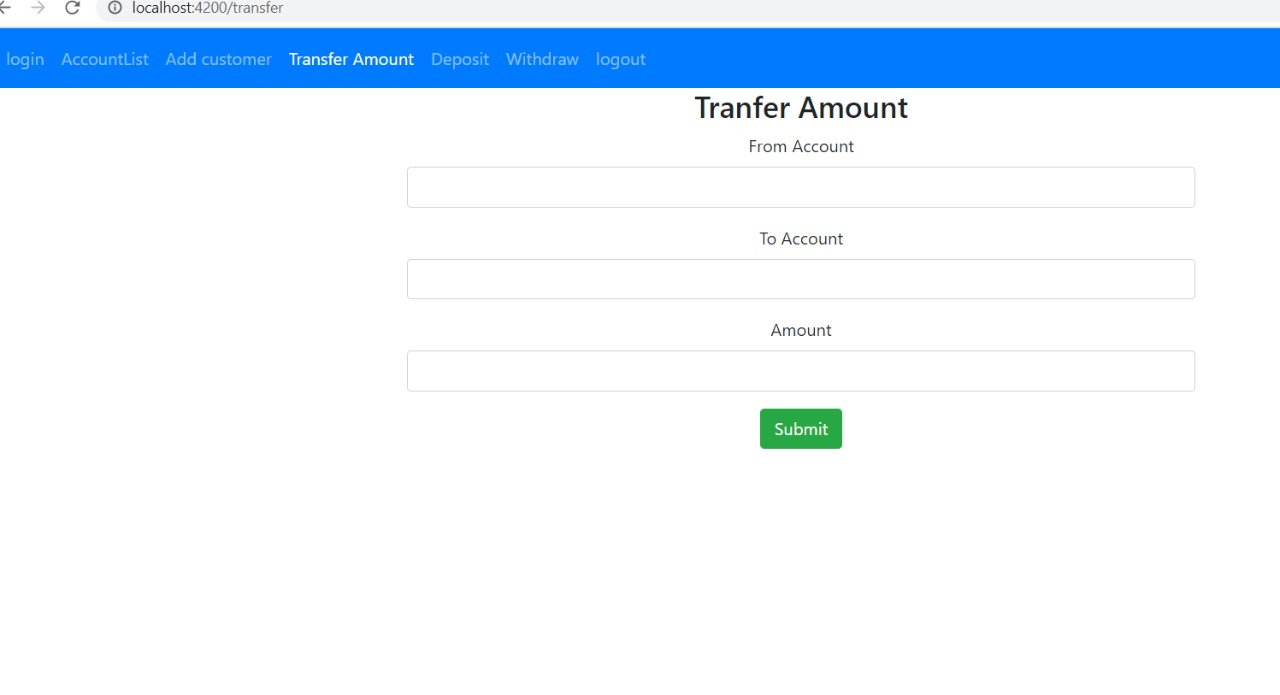 localhost:4200/transfer
login AccountList Add customer Transfer Amount Deposit Withdraw logout
Tranfer Amount
From Account
To Account
Amount
Submit